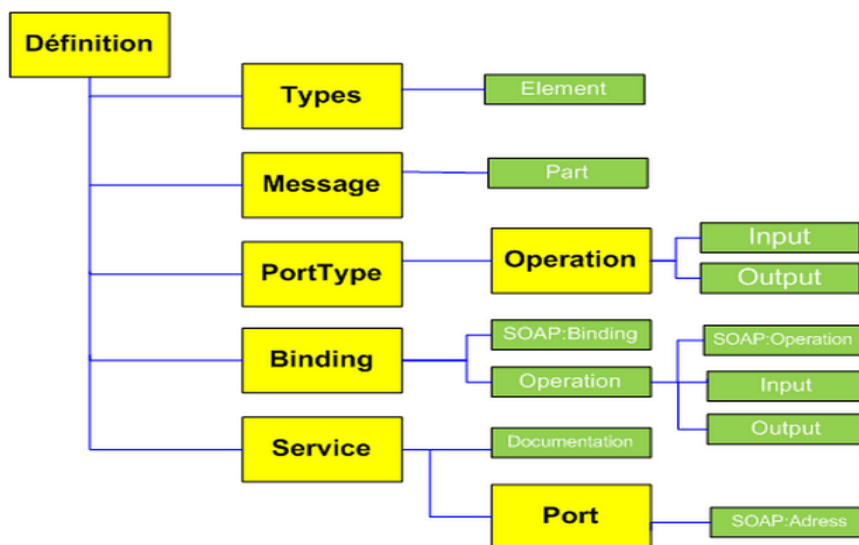 Définition
Types
Element
Message
Part
PortType
Operation
Input
Output
Binding
SOAP:Binding
Operation
SOAP:Operation
Input
Output
Service
Documentation
Port
SOAP:Adress